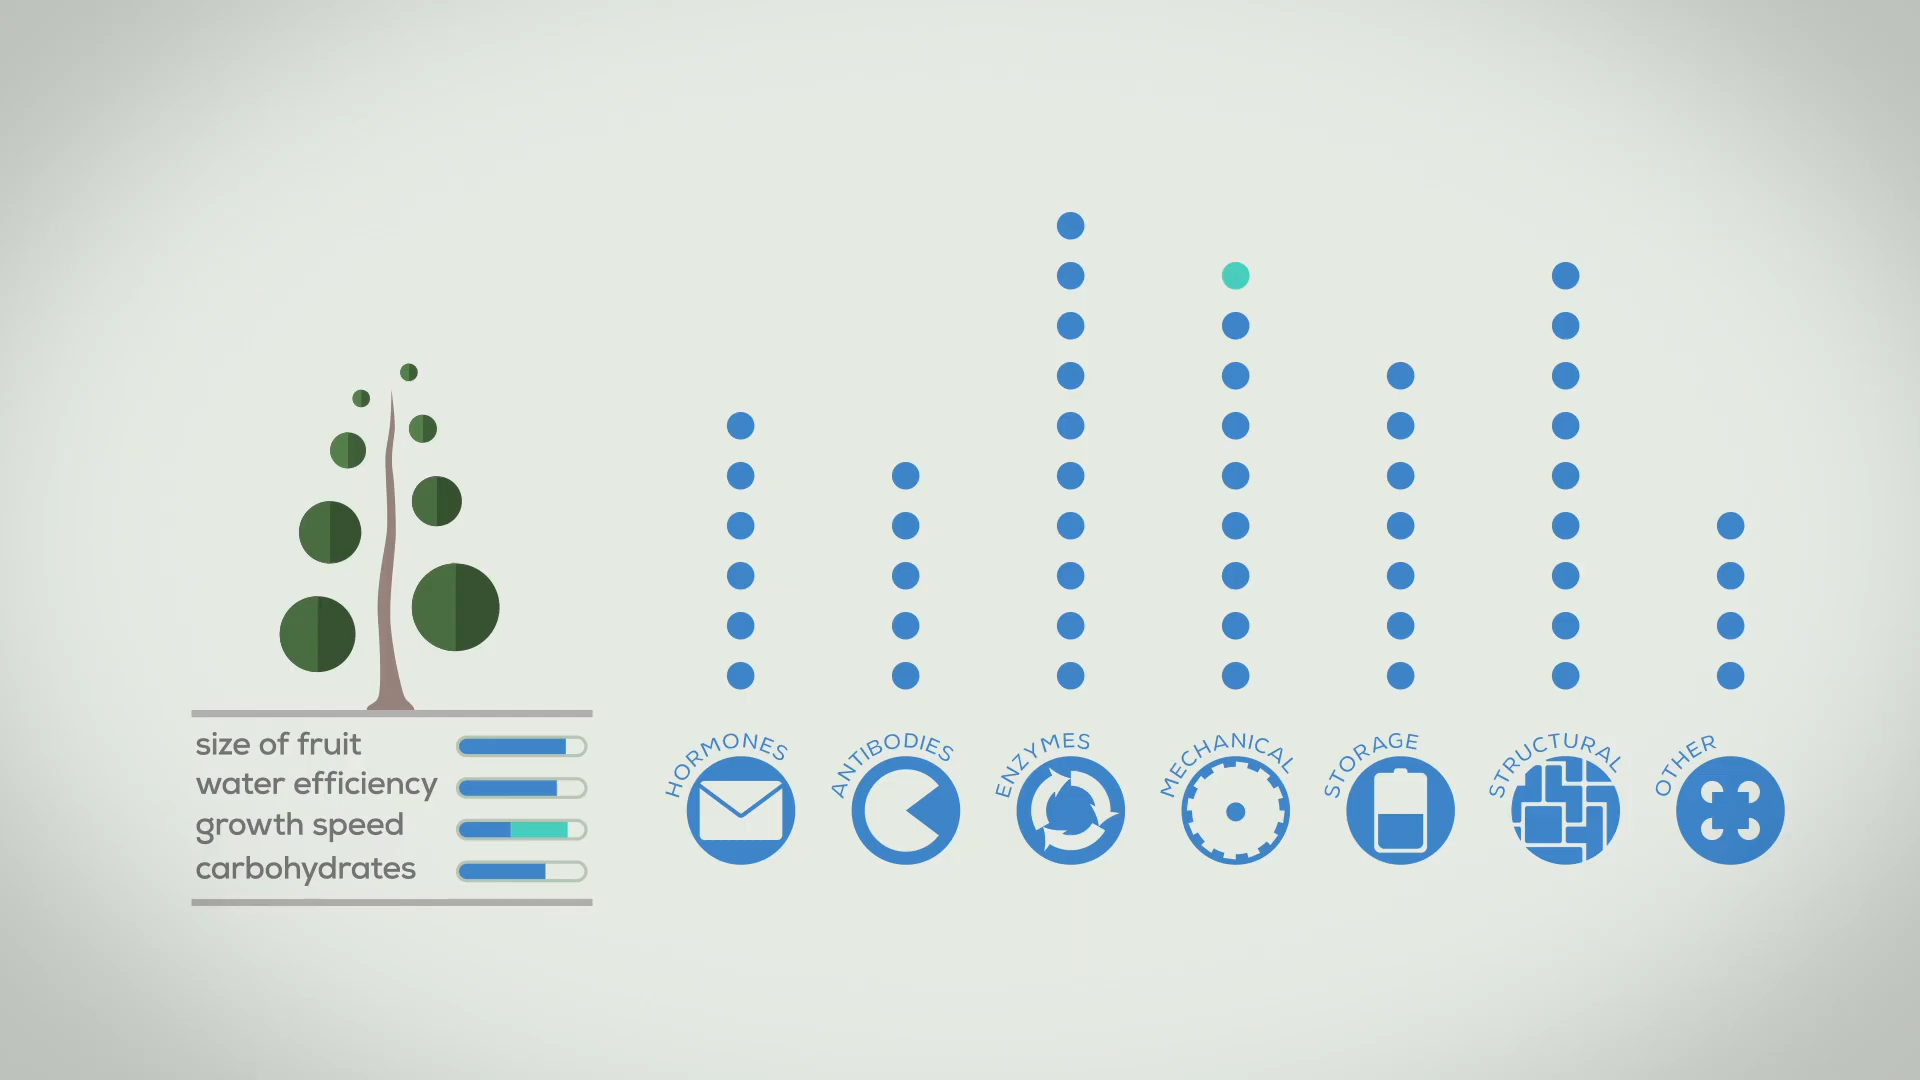 size of fruit
water efficiency
growth speed
carbohydrates
HORMONES
ANTIBODIES
ENZYMES
MECHANICAL
STORAGE
STRUCTURAL
OTHER